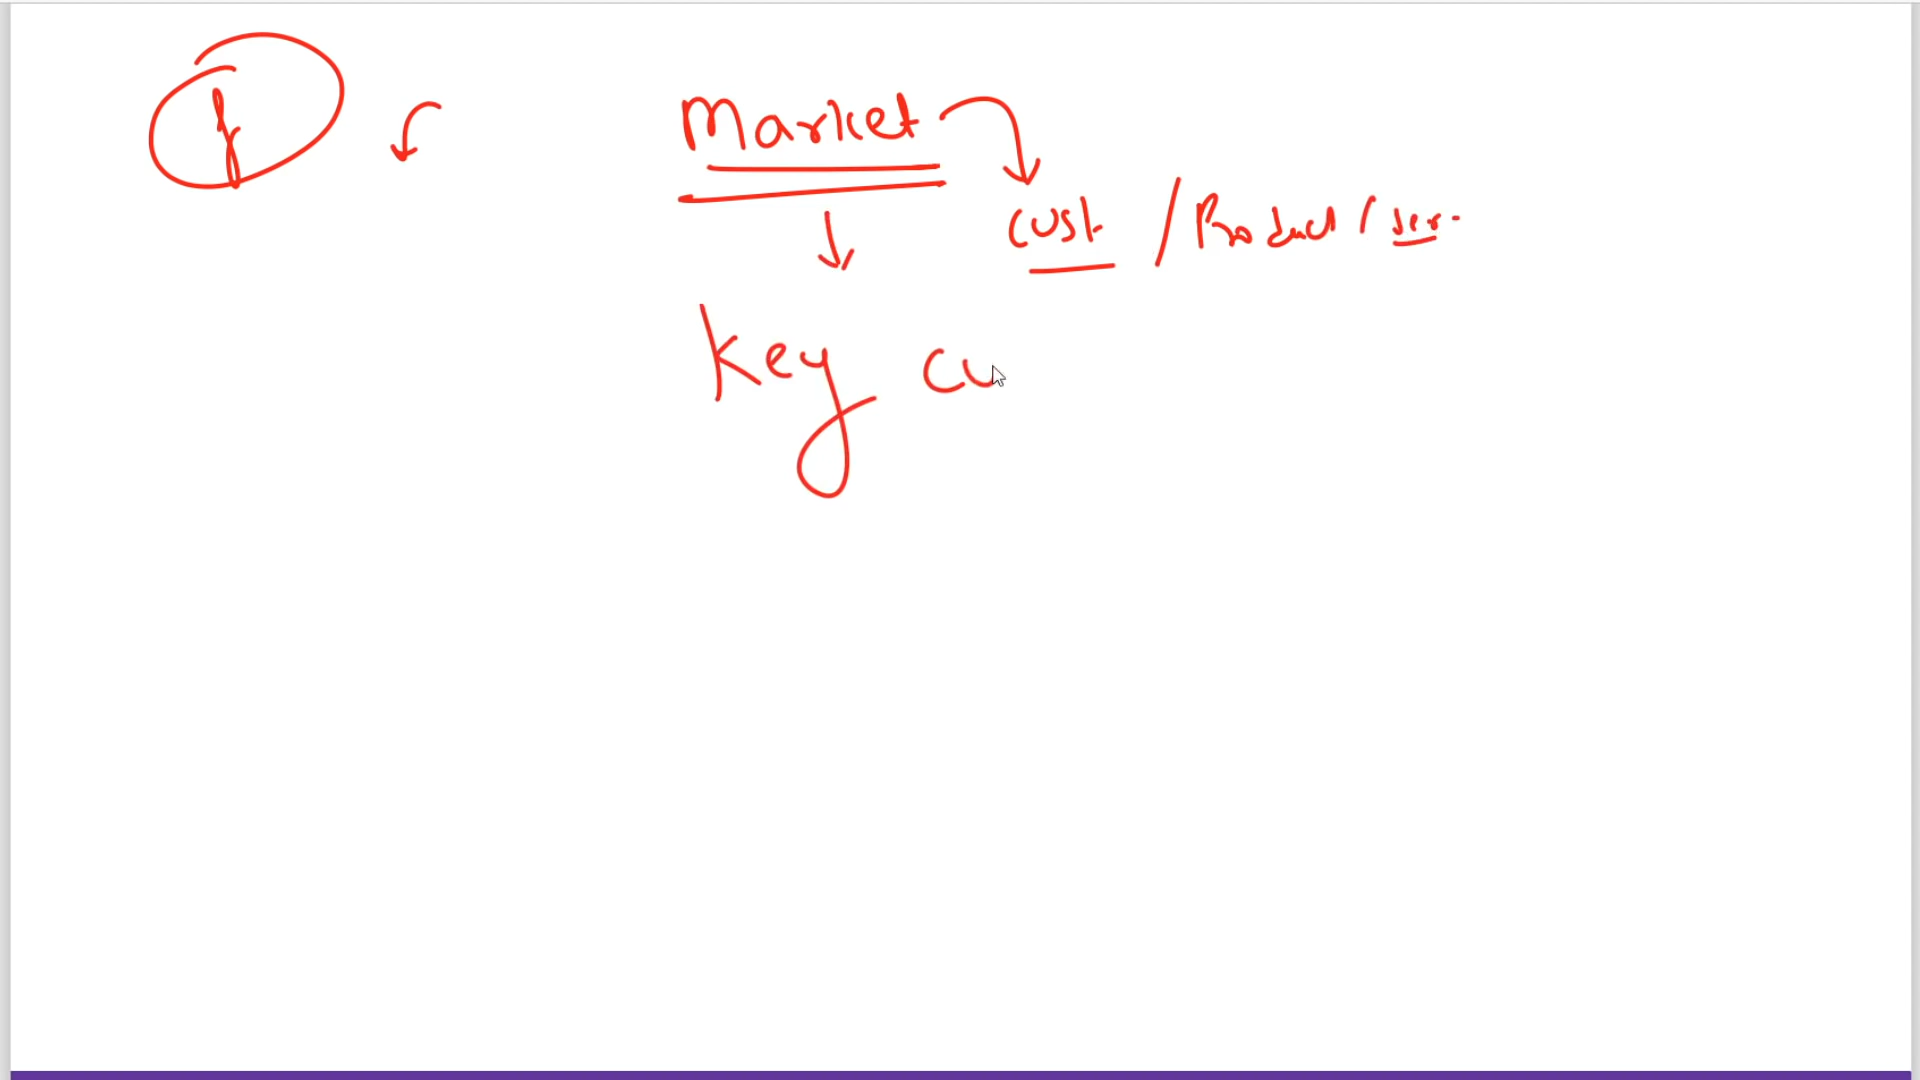 Market
Cust. / Product / Ser-
Key Cu